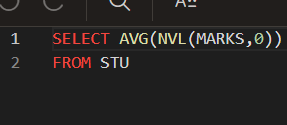 1 SELECT AVG(NVL(MARKS,0))
2 FROM STU